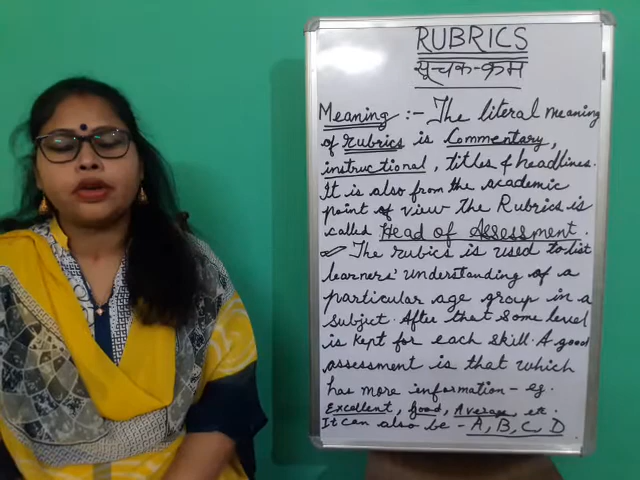 RUBRICS
सूचक-क्रम
Meaning :- The literal meaning
of rubrics is Commentary,
instructional, titles & headlines.
It is also from the academic
point of view the Rubrics is
called Head of Assessment.
The rubics is used to list
learners' understanding of a
particular age group in a
subject. After that some level
is kept for each skill. A good
assessment is that which
has more information - eg.
Excellent, Good, Average, etc.
It can also be - A, B, C, D